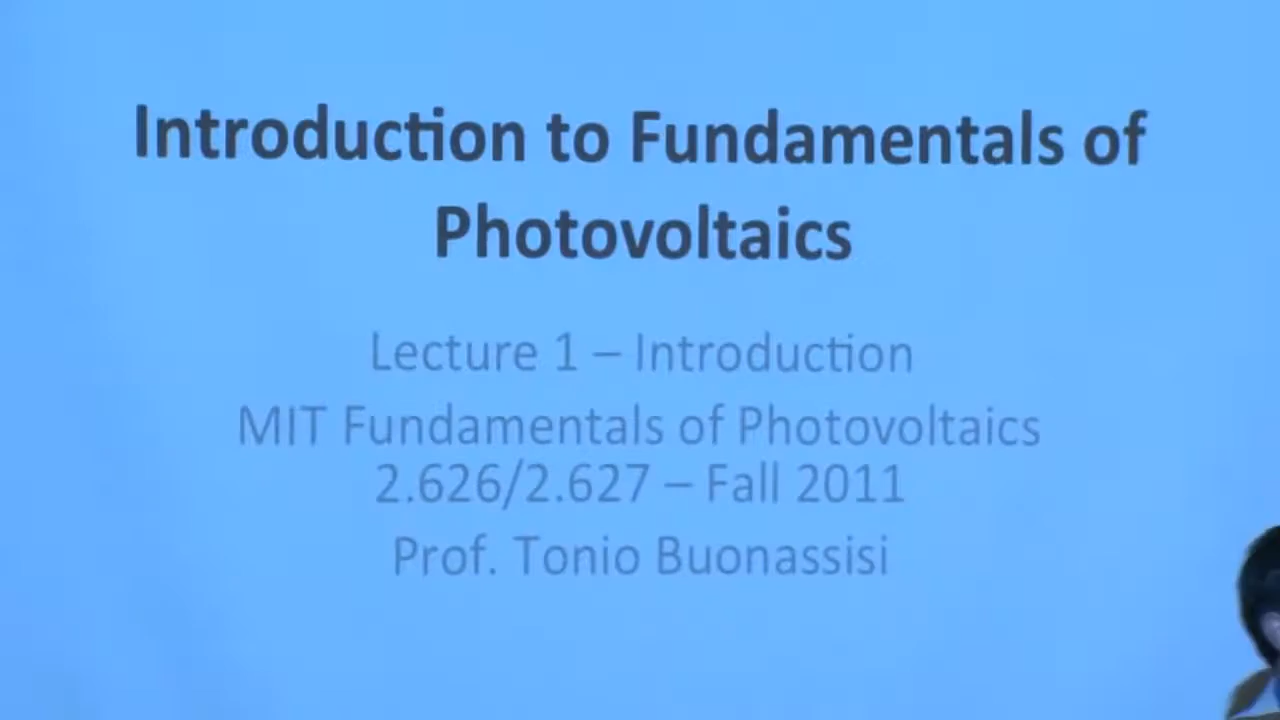 Introduction to Fundamentals of
Photovoltaics
Lecture 1 – Introduction
MIT Fundamentals of Photovoltaics
2.626/2.627 – Fall 2011
Prof. Tonio Buonassisi